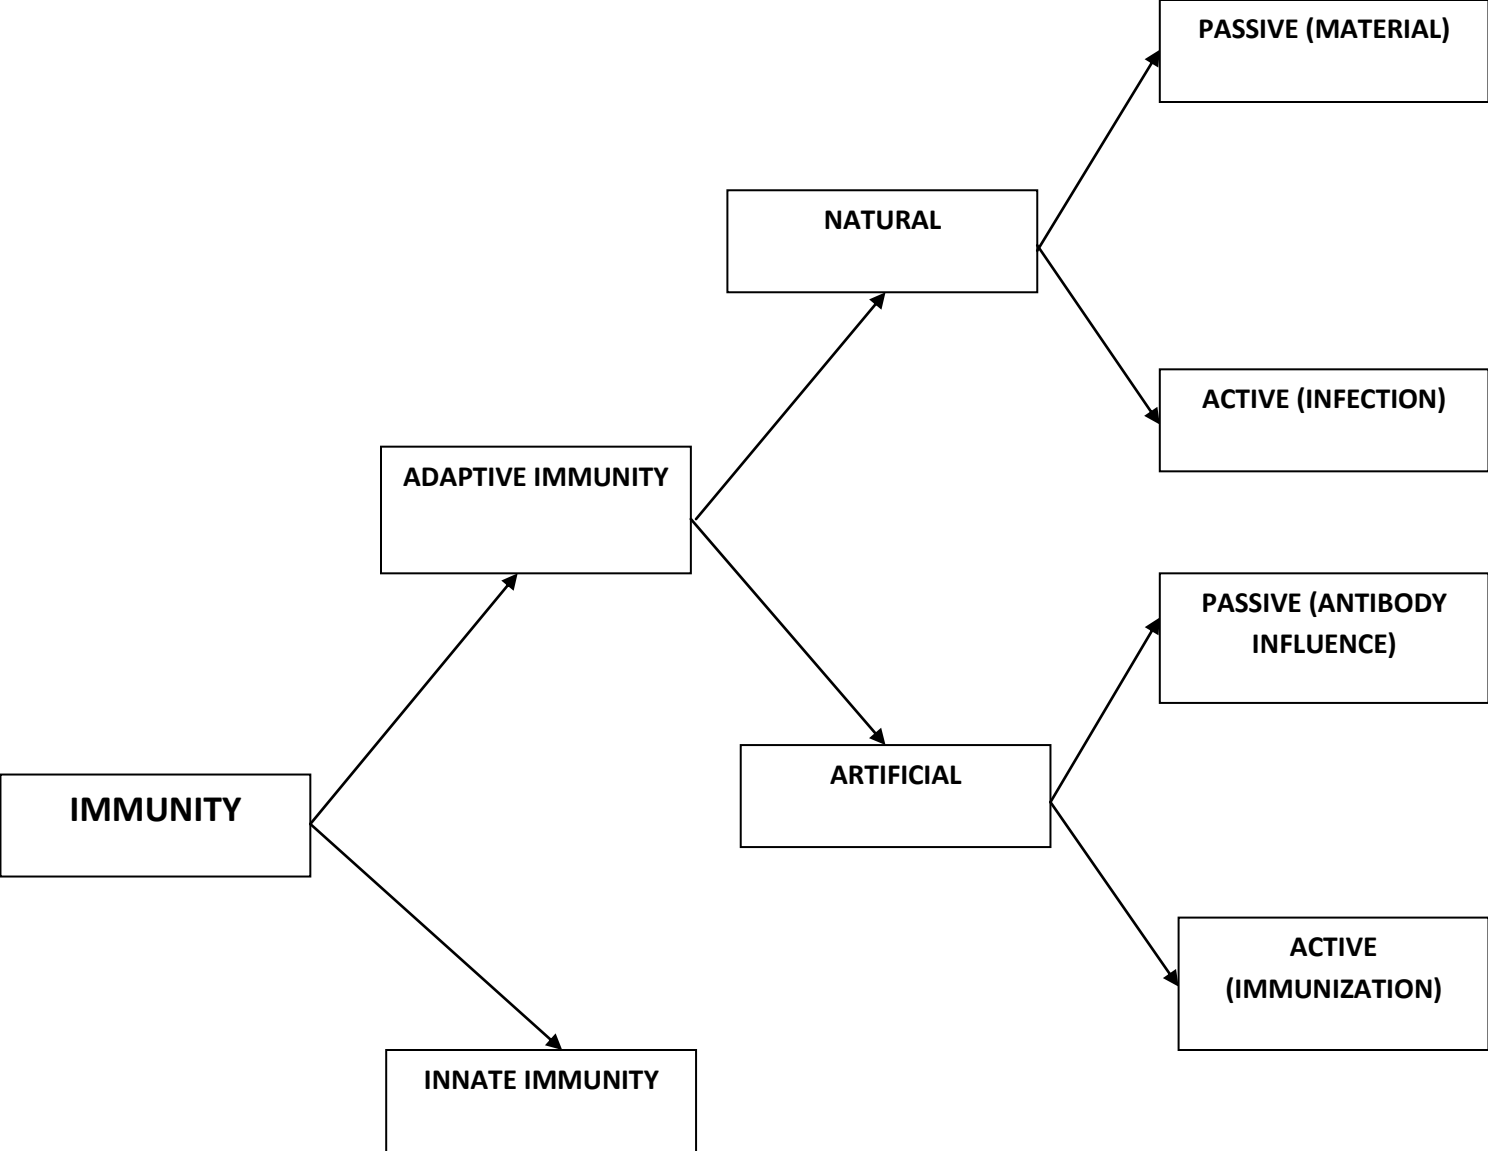 PASSIVE (MATERIAL)
NATURAL
ACTIVE (INFECTION)
ADAPTIVE IMMUNITY
PASSIVE (ANTIBODY
INFLUENCE)
ARTIFICIAL
IMMUNITY
ACTIVE
(IMMUNIZATION)
INNATE IMMUNITY